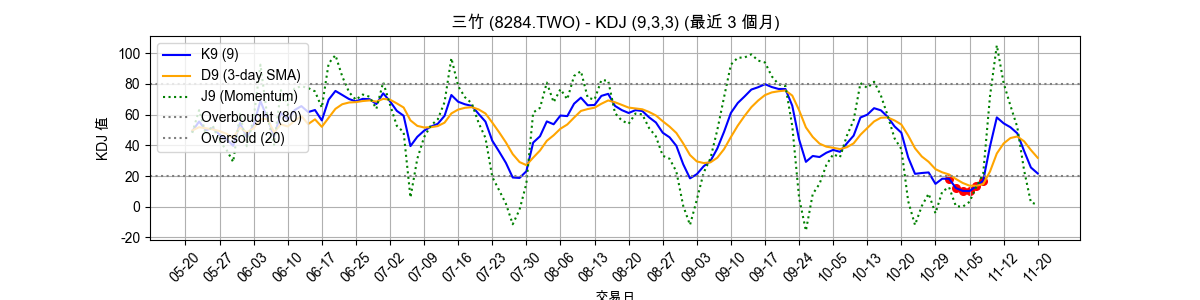 三竹 (8284.TWO) - KDJ (9,3,3) (最近 3 個月)
KDJ 值
100
80
60
40
20
0
-20
K9 (9)
D9 (3-day SMA)
J9 (Momentum)
Overbought (80)
Oversold (20)
05-20 05-27 06-03 06-10 06-17 06-25 07-02 07-09 07-16 07-23 07-30 08-06 08-13 08-20 08-27 09-03 09-10 09-17 09-24 10-05 10-13 10-20 10-29 11-05 11-12 11-20
交易日